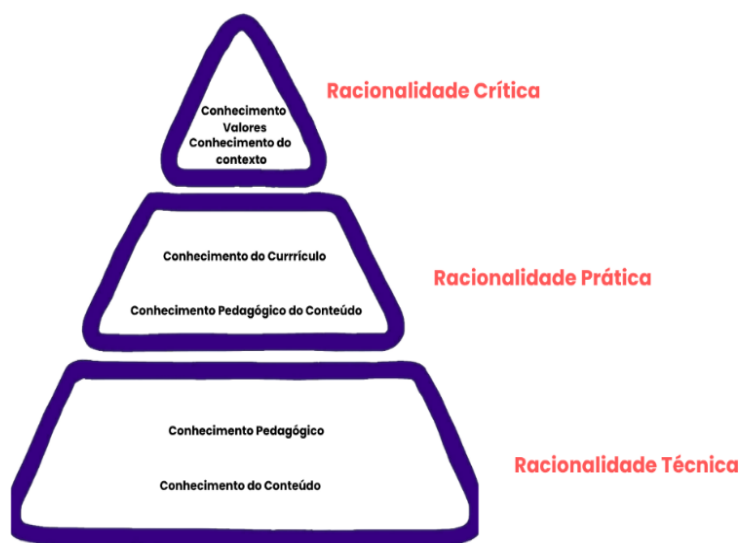 Racionalidade Crítica
Conhecimento
Valores
Conhecimento do
contexto
Conhecimento do Currrículo
Racionalidade Prática
Conhecimento Pedagógico do Conteúdo
Conhecimento Pedagógico
Racionalidade Técnica
Conhecimento do Conteúdo